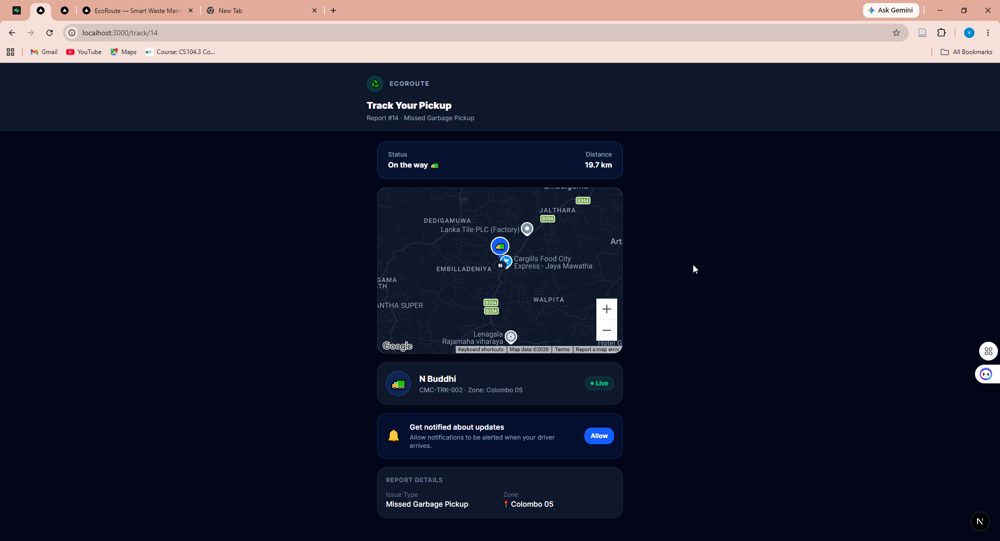 EcoRoute — Smart Waste Mana
New Tab
Ask Gemini
localhost:3000/track/14
V
Gmail
YouTube
Maps
Course: CS104.3 Co...
All Bookmarks
ECOROUTE
Track Your Pickup
Report #14 · Missed Garbage Pickup
Status
Distance
On the way
19.7 km
B354
JALTHARA
B354
DEDIGAMUWA
Lanka Tile PLC (Factory)
Art
Cargills Food City
Express - Jaya Mawatha
N
EMBILLADENIYA
GAMA
TH
WALPITA
B354
ANTHA SUPER
B354
Lenagala
Rajamaha viharaya
Hotel G
Google
Keyboard shortcuts
Map data ©2026
Terms
Report a map error
N Buddhi
CMC-TRK-002 · Zone: Colombo 05
Live
Get notified about updates
Allow notifications to be alerted when your driver
arrives.
Allow
REPORT DETAILS
Issue Type
Zone
Missed Garbage Pickup
Colombo 05
N